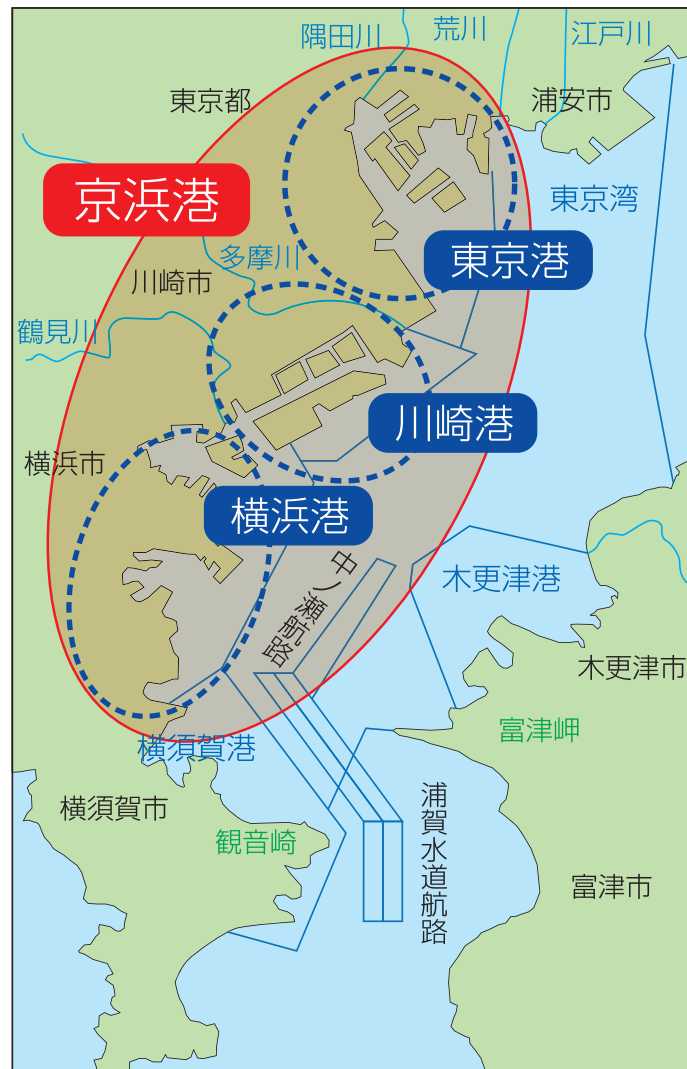 隅田川
荒川
江戸川
東京都
浦安市
京浜港
東京湾
東京港
多摩川
川崎市
鶴見川
川崎港
横浜市
横浜港
中ノ瀬航路
木更津港
木更津市
富津岬
横須賀港
横須賀市
浦賀水道航路
観音崎
富津市